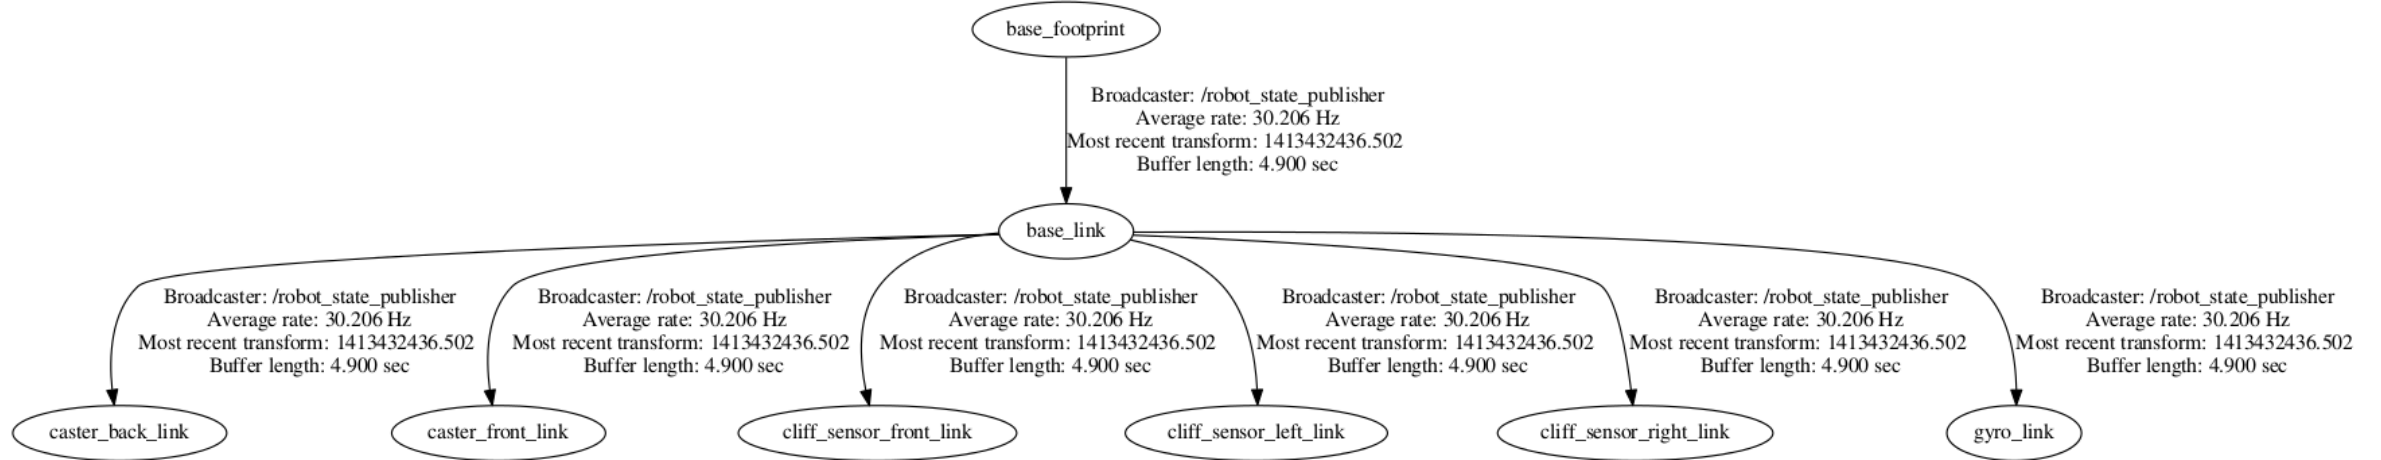 base_footprint
Broadcaster: /robot_state_publisher
Average rate: 30.206 Hz
Most recent transform: 1413432436.502
Buffer length: 4.900 sec
base_link
Broadcaster: /robot_state_publisher
Average rate: 30.206 Hz
Most recent transform: 1413432436.502
Buffer length: 4.900 sec
Broadcaster: /robot_state_publisher
Average rate: 30.206 Hz
Most recent transform: 1413432436.502
Buffer length: 4.900 sec
Broadcaster: /robot_state_publisher
Average rate: 30.206 Hz
Most recent transform: 1413432436.502
Buffer length: 4.900 sec
Broadcaster: /robot_state_publisher
Average rate: 30.206 Hz
Most recent transform: 1413432436.502
Buffer length: 4.900 sec
Broadcaster: /robot_state_publisher
Average rate: 30.206 Hz
Most recent transform: 1413432436.502
Buffer length: 4.900 sec
Broadcaster: /robot_state_publisher
Average rate: 30.206 Hz
Most recent transform: 1413432436.502
Buffer length: 4.900 sec
caster_back_link
caster_front_link
cliff_sensor_front_link
cliff_sensor_left_link
cliff_sensor_right_link
gyro_link